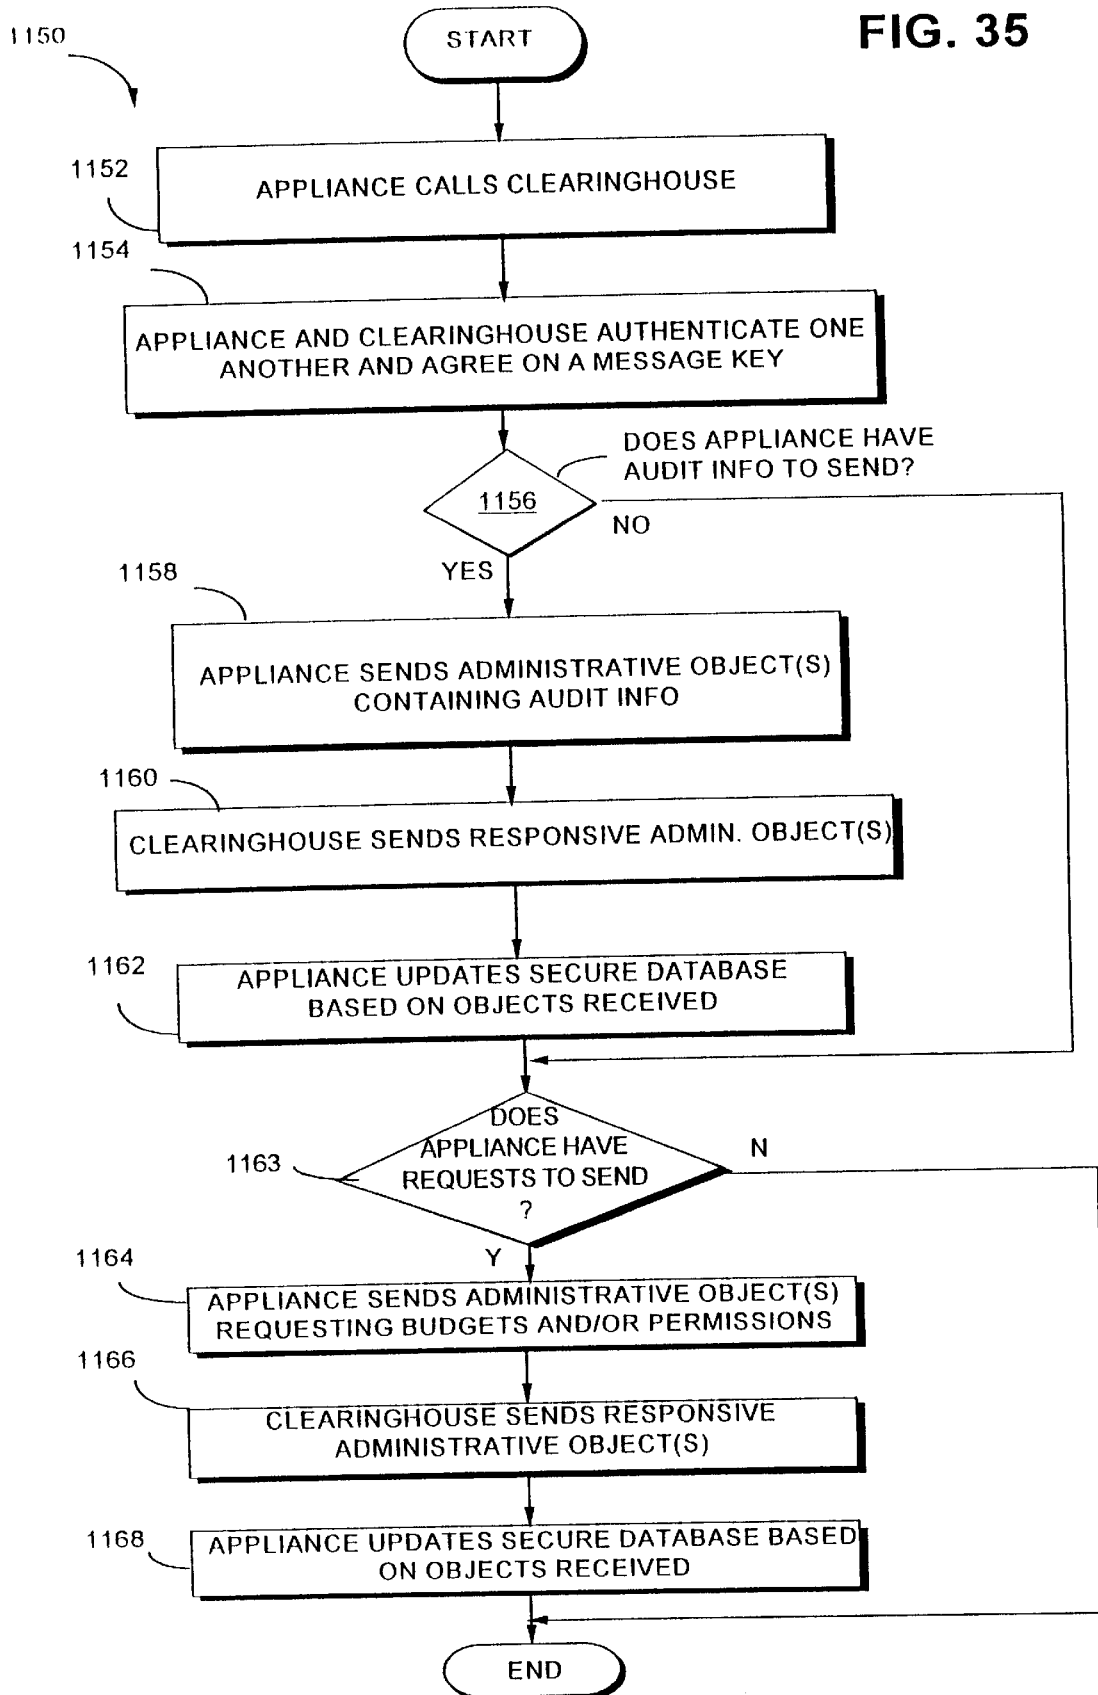 1150
START
FIG. 35
1152
APPLIANCE CALLS CLEARINGHOUSE
1154
APPLIANCE AND CLEARINGHOUSE AUTHENTICATE ONE
ANOTHER AND AGREE ON A MESSAGE KEY
DOES APPLIANCE HAVE
AUDIT INFO TO SEND?
1156
NO
YES
1158
APPLIANCE SENDS ADMINISTRATIVE OBJECT(S)
CONTAINING AUDIT INFO
1160
CLEARINGHOUSE SENDS RESPONSIVE ADMIN. OBJECT(S)
1162
APPLIANCE UPDATES SECURE DATABASE
BASED ON OBJECTS RECEIVED
DOES
APPLIANCE HAVE
REQUESTS TO SEND
?
1163
N
Y
1164
APPLIANCE SENDS ADMINISTRATIVE OBJECT(S)
REQUESTING BUDGETS AND/OR PERMISSIONS
1166
CLEARINGHOUSE SENDS RESPONSIVE
ADMINISTRATIVE OBJECT(S)
1168
APPLIANCE UPDATES SECURE DATABASE BASED
ON OBJECTS RECEIVED
END